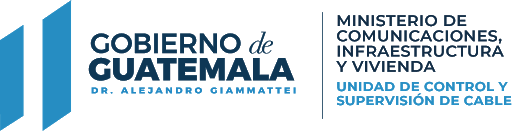 GOBIERNO de
GUATEMALA
DR. ALEJANDRO GIAMMATTEI
MINISTERIO DE
COMUNICACIONES,
INFRAESTRUCTURA
Y VIVIENDA
UNIDAD DE CONTROL Y
SUPERVISIÓN DE CABLE